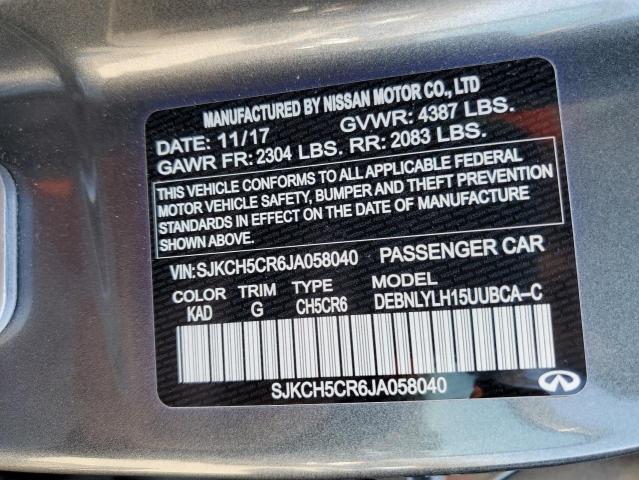 MANUFACTURED BY NISSAN MOTOR CO., LTD
DATE: 11/17 GVWR: 4387 LBS.
GAWR FR: 2304 LBS. RR: 2083 LBS.
THIS VEHICLE CONFORMS TO ALL APPLICABLE FEDERAL
MOTOR VEHICLE SAFETY, BUMPER AND THEFT PREVENTION
STANDARDS IN EFFECT ON THE DATE OF MANUFACTURE
SHOWN ABOVE.
VIN:SJKCH5CR6JA058040 PASSENGER CAR
COLOR TRIM TYPE MODEL
KAD G CH5CR6 DEBNLYLH15UUBCA-C
SJKCH5CR6JA058040